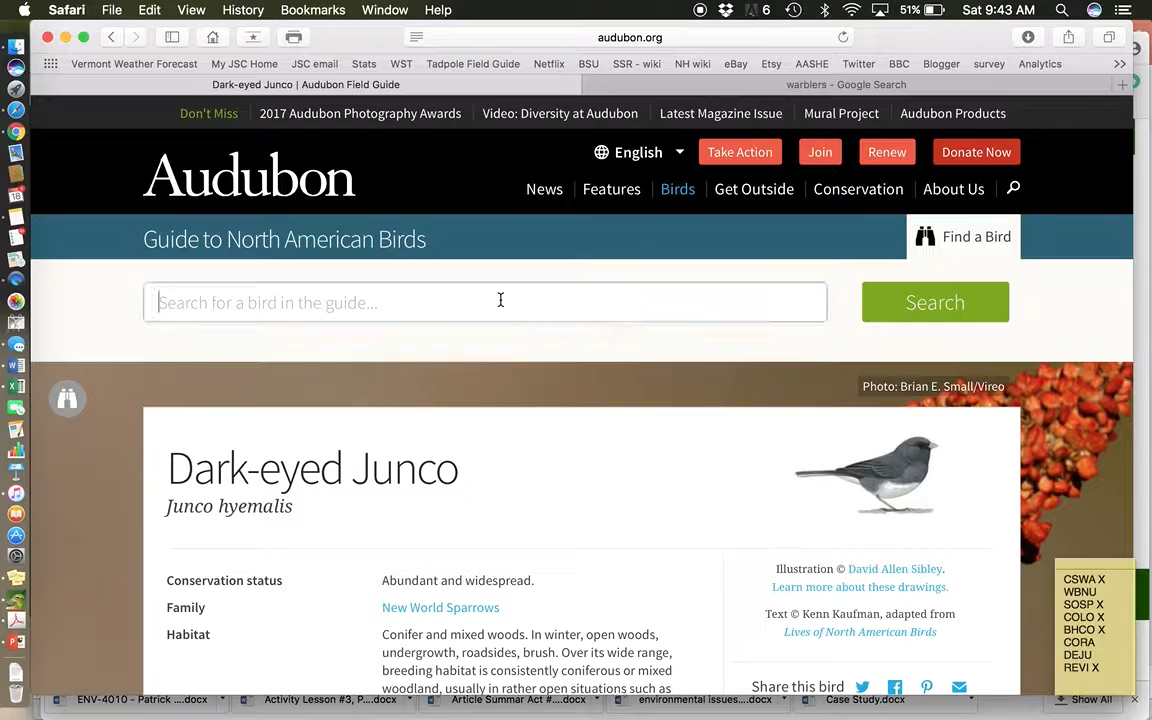 Safari File Edit View History Bookmarks Window Help 6 51% Sat 9:43 AM
audubon.org
Vermont Weather Forecast My JSC Home JSC email Stats WST Tadpole Field Guide Netflix BSU SSR - wiki NH wiki eBay Etsy AASHE Twitter BBC Blogger survey Analytics >>
Dark-eyed Junco | Audubon Field Guide warblers - Google Search
Don't Miss 2017 Audubon Photography Awards Video: Diversity at Audubon Latest Magazine Issue Mural Project Audubon Products
English Take Action Join Renew Donate Now
Audubon
News Features Birds Get Outside Conservation About Us
Guide to North American Birds Find a Bird
Search for a bird in the guide... Search
Photo: Brian E. Small/Vireo
Dark-eyed Junco
Junco hyemalis
Conservation status Abundant and widespread.
Family New World Sparrows
Habitat Conifer and mixed woods. In winter, open woods,
undergrowth, roadsides, brush. Over its wide range,
breeding habitat is consistently coniferous or mixed
woodland, usually in rather open situations such as
Illustration © David Allen Sibley.
Learn more about these drawings.
Text © Kenn Kaufman, adapted from
Lives of North American Birds
Share this bird
CSWA X
WBNU
SOSP X
COLO X
BHCO X
CORA
DEJU
REVI X
ENV-4010 - Patrick ....docx Activity Lesson #3, P....docx Article Summar Act #....docx environmental issues....docx Case Study.docx Show All